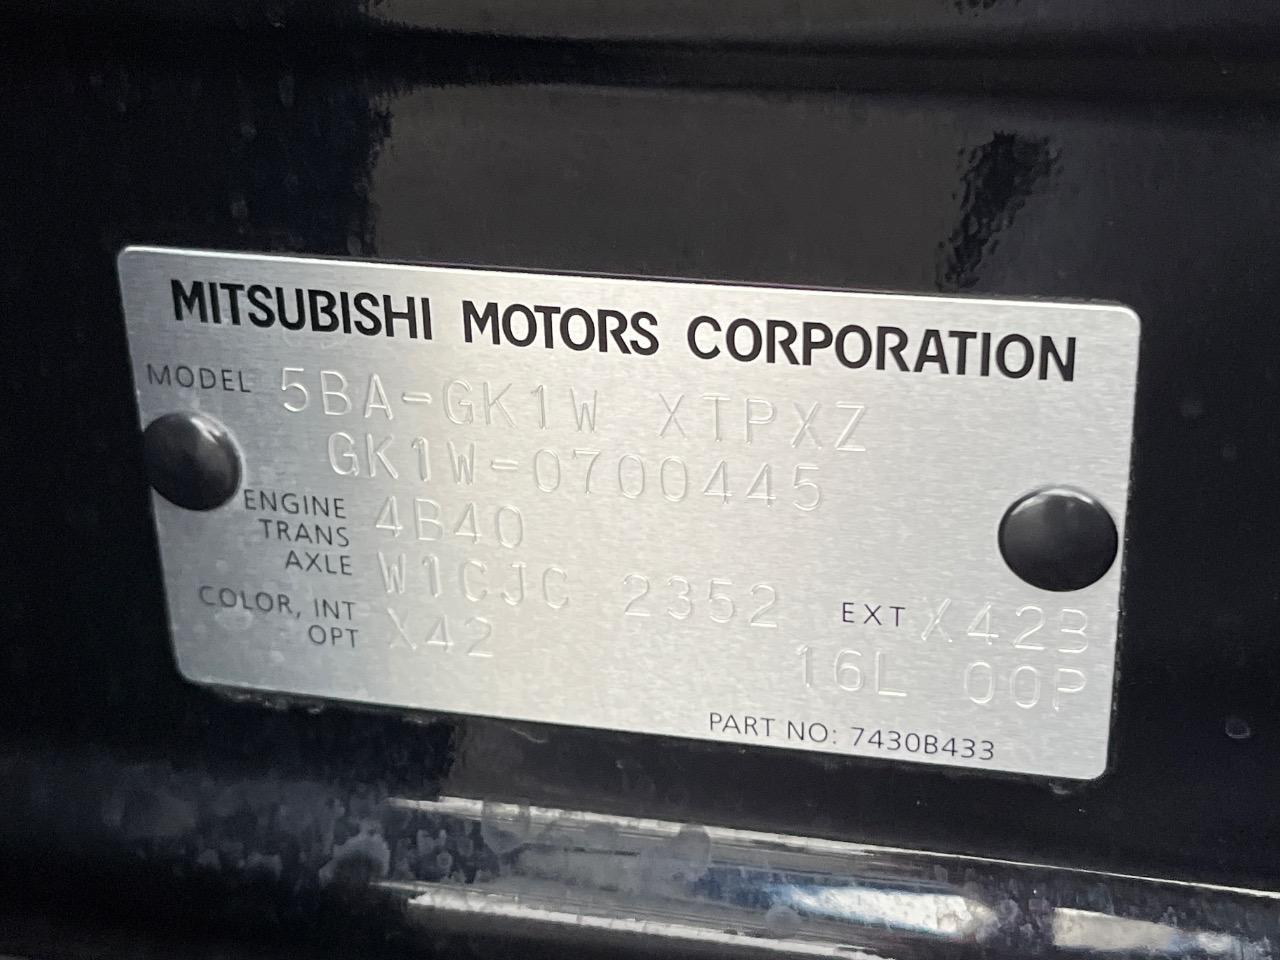 MITSUBISHI MOTORS CORPORATION
MODEL 5BA-GK1W XTPXZ
GK1W-0700445
ENGINE 4B40
TRANS
AXLE W1CJC 2352
COLOR, INT X42 EXT X42B
OPT 16L 00P
PART NO: 7430B433